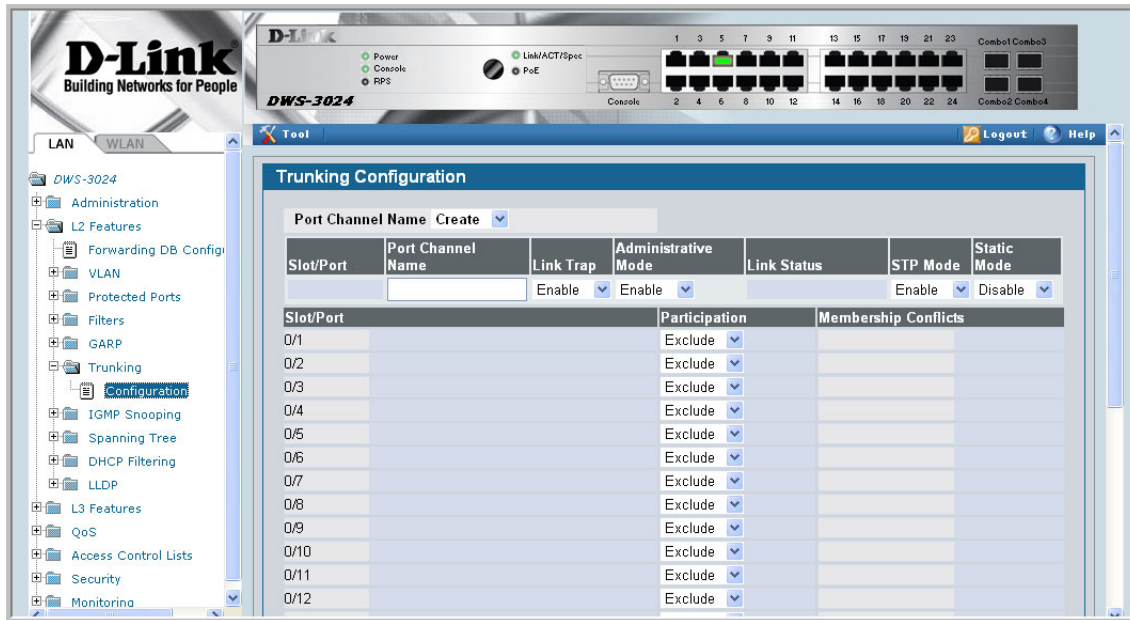 D-Link
Building Networks for People
D-Link
Power
Console
RPS
Link/ACT/Spec
PoE
Console
1 3 5 7 9 11 13 15 17 19 21 23
2 4 6 8 10 12 14 16 18 20 22 24
Combo1 Combo3
Combo2 Combo4
DWS-3024
LAN WLAN
Tool Logout Help
DWS-3024
Administration
L2 Features
Forwarding DB Configu
VLAN
Protected Ports
Filters
GARP
Trunking
Configuration
IGMP Snooping
Spanning Tree
DHCP Filtering
LLDP
L3 Features
QoS
Access Control Lists
Security
Monitoring
Trunking Configuration
Port Channel Name Create
Slot/Port Port Channel Name Link Trap Administrative Mode Link Status STP Mode Static Mode
Enable Enable Enable Disable
Slot/Port Participation Membership Conflicts
0/1 Exclude
0/2 Exclude
0/3 Exclude
0/4 Exclude
0/5 Exclude
0/6 Exclude
0/7 Exclude
0/8 Exclude
0/9 Exclude
0/10 Exclude
0/11 Exclude
0/12 Exclude